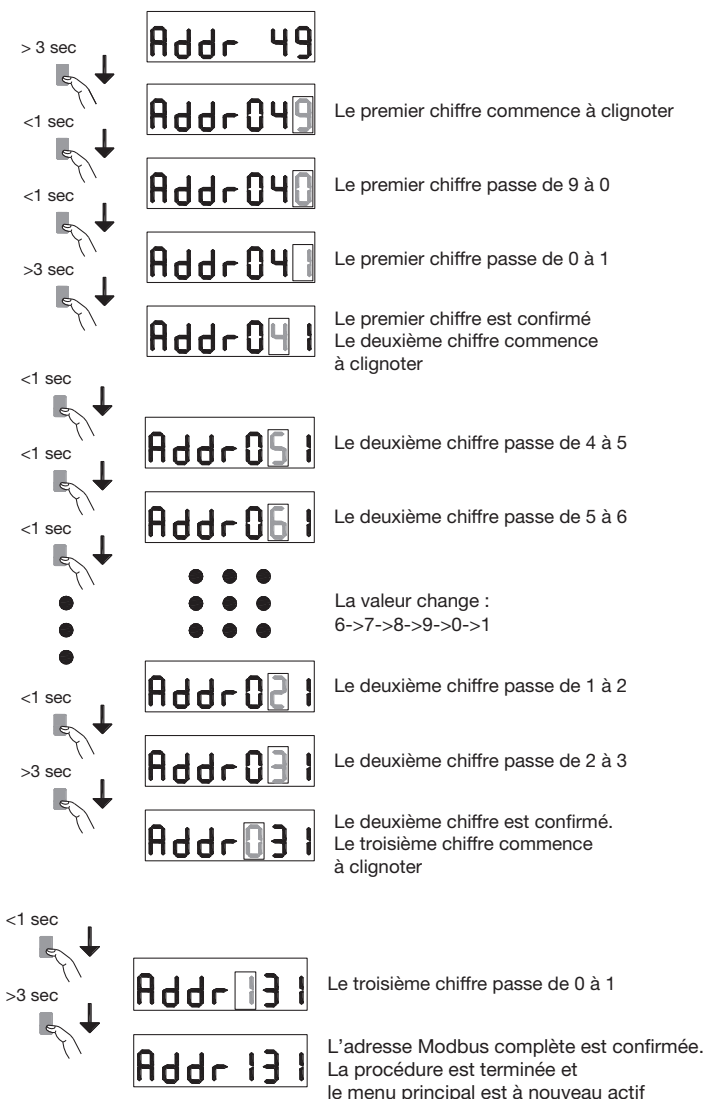 Addr 49
> 3 sec
Addr049 Le premier chiffre commence à clignoter
<1 sec
Addr040 Le premier chiffre passe de 9 à 0
<1 sec
Addr041 Le premier chiffre passe de 0 à 1
>3 sec
Addr041 Le premier chiffre est confirmé
Le deuxième chiffre commence
à clignoter
<1 sec
Addr051 Le deuxième chiffre passe de 4 à 5
<1 sec
Addr061 Le deuxième chiffre passe de 5 à 6
<1 sec
La valeur change :
6->7->8->9->0->1
Addr021 Le deuxième chiffre passe de 1 à 2
<1 sec
Addr031 Le deuxième chiffre passe de 2 à 3
>3 sec
Addr031 Le deuxième chiffre est confirmé.
Le troisième chiffre commence
à clignoter
<1 sec
Addr131 Le troisième chiffre passe de 0 à 1
>3 sec
Addr131 L'adresse Modbus complète est confirmée.
La procédure est terminée et
le menu principal est à nouveau actif